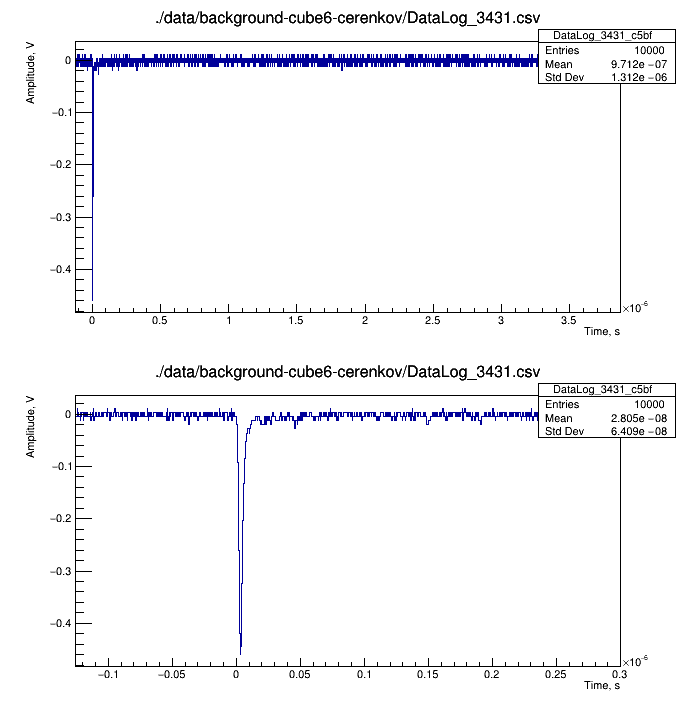 ./data/background-cube6-cerenkov/DataLog_3431.csv
DataLog_3431_c5bf
Entries 10000
Mean 9.712e −07
Std Dev 1.312e −06
Amplitude, V
0
−0.1
−0.2
−0.3
−0.4
0 0.5 1 1.5 2 2.5 3 3.5
×10⁻⁶
Time, s
./data/background-cube6-cerenkov/DataLog_3431.csv
DataLog_3431_c5bf
Entries 10000
Mean 2.805e −08
Std Dev 6.409e −08
Amplitude, V
0
−0.1
−0.2
−0.3
−0.4
−0.1 −0.05 0 0.05 0.1 0.15 0.2 0.25 0.3
×10⁻⁶
Time, s